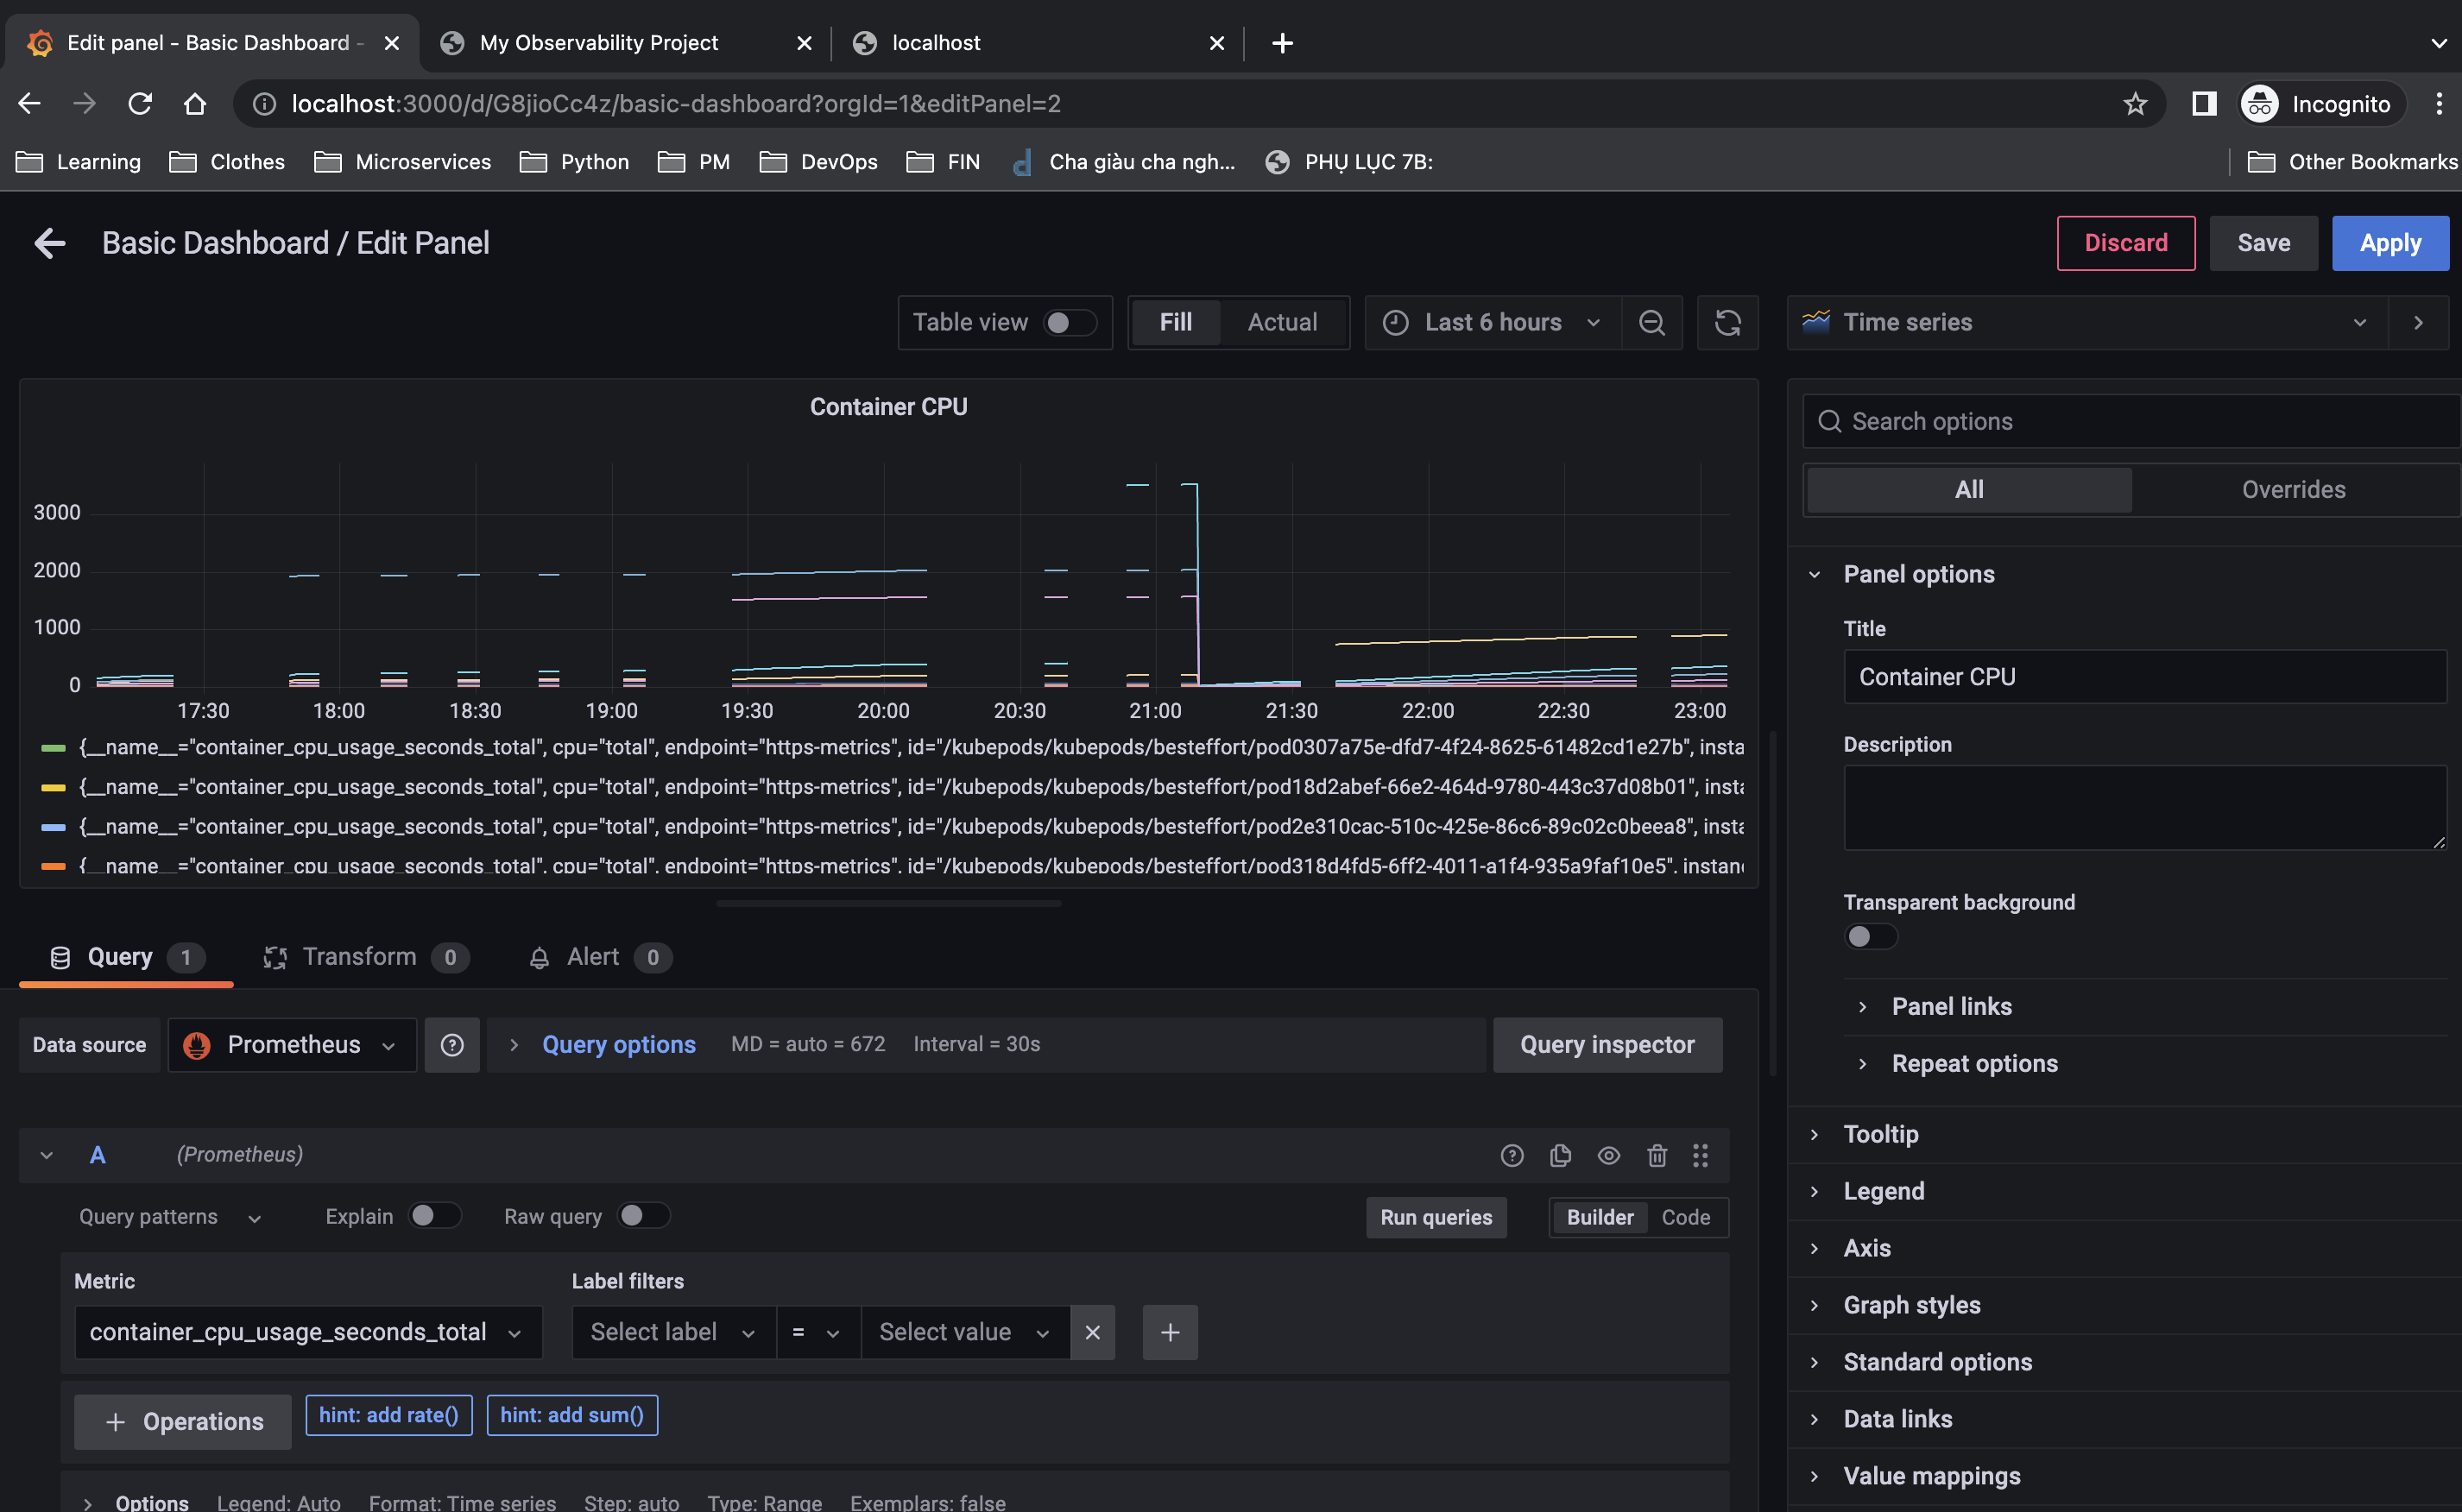 Edit panel - Basic Dashboard -
My Observability Project
localhost
localhost:3000/d/G8jioCc4z/basic-dashboard?orgId=1&editPanel=2
Incognito
Learning
Clothes
Microservices
Python
PM
DevOps
FIN
Cha giàu cha ngh...
PHỤ LỤC 7B:
Other Bookmarks
Basic Dashboard / Edit Panel
Discard
Save
Apply
Table view
Fill
Actual
Last 6 hours
Time series
Container CPU
3000
2000
1000
0
17:30
18:00
18:30
19:00
19:30
20:00
20:30
21:00
21:30
22:00
22:30
23:00
{__name__="container_cpu_usage_seconds_total", cpu="total", endpoint="https-metrics", id="/kubepods/kubepods/besteffort/pod0307a75e-dfd7-4f24-8625-61482cd1e27b", insta
{__name__="container_cpu_usage_seconds_total", cpu="total", endpoint="https-metrics", id="/kubepods/kubepods/besteffort/pod18d2abef-66e2-464d-9780-443c37d08b01", insta
{__name__="container_cpu_usage_seconds_total", cpu="total", endpoint="https-metrics", id="/kubepods/kubepods/besteffort/pod2e310cac-510c-425e-86c6-89c02c0beea8", insta
{__name__="container_cpu_usage_seconds_total", cpu="total", endpoint="https-metrics", id="/kubepods/kubepods/besteffort/pod318d4fd5-6ff2-4011-a1f4-935a9faf10e5", instan
Search options
All
Overrides
Panel options
Title
Container CPU
Description
Transparent background
Panel links
Repeat options
Tooltip
Legend
Axis
Graph styles
Standard options
Data links
Value mappings
Query 1
Transform 0
Alert 0
Data source
Prometheus
Query options
MD = auto = 672
Interval = 30s
Query inspector
A
(Prometheus)
Query patterns
Explain
Raw query
Run queries
Builder
Code
Metric
Label filters
container_cpu_usage_seconds_total
Select label
=
Select value
+ Operations
hint: add rate()
hint: add sum()
Options
Legend: Auto
Format: Time series
Step: auto
Type: Range
Exemplars: false